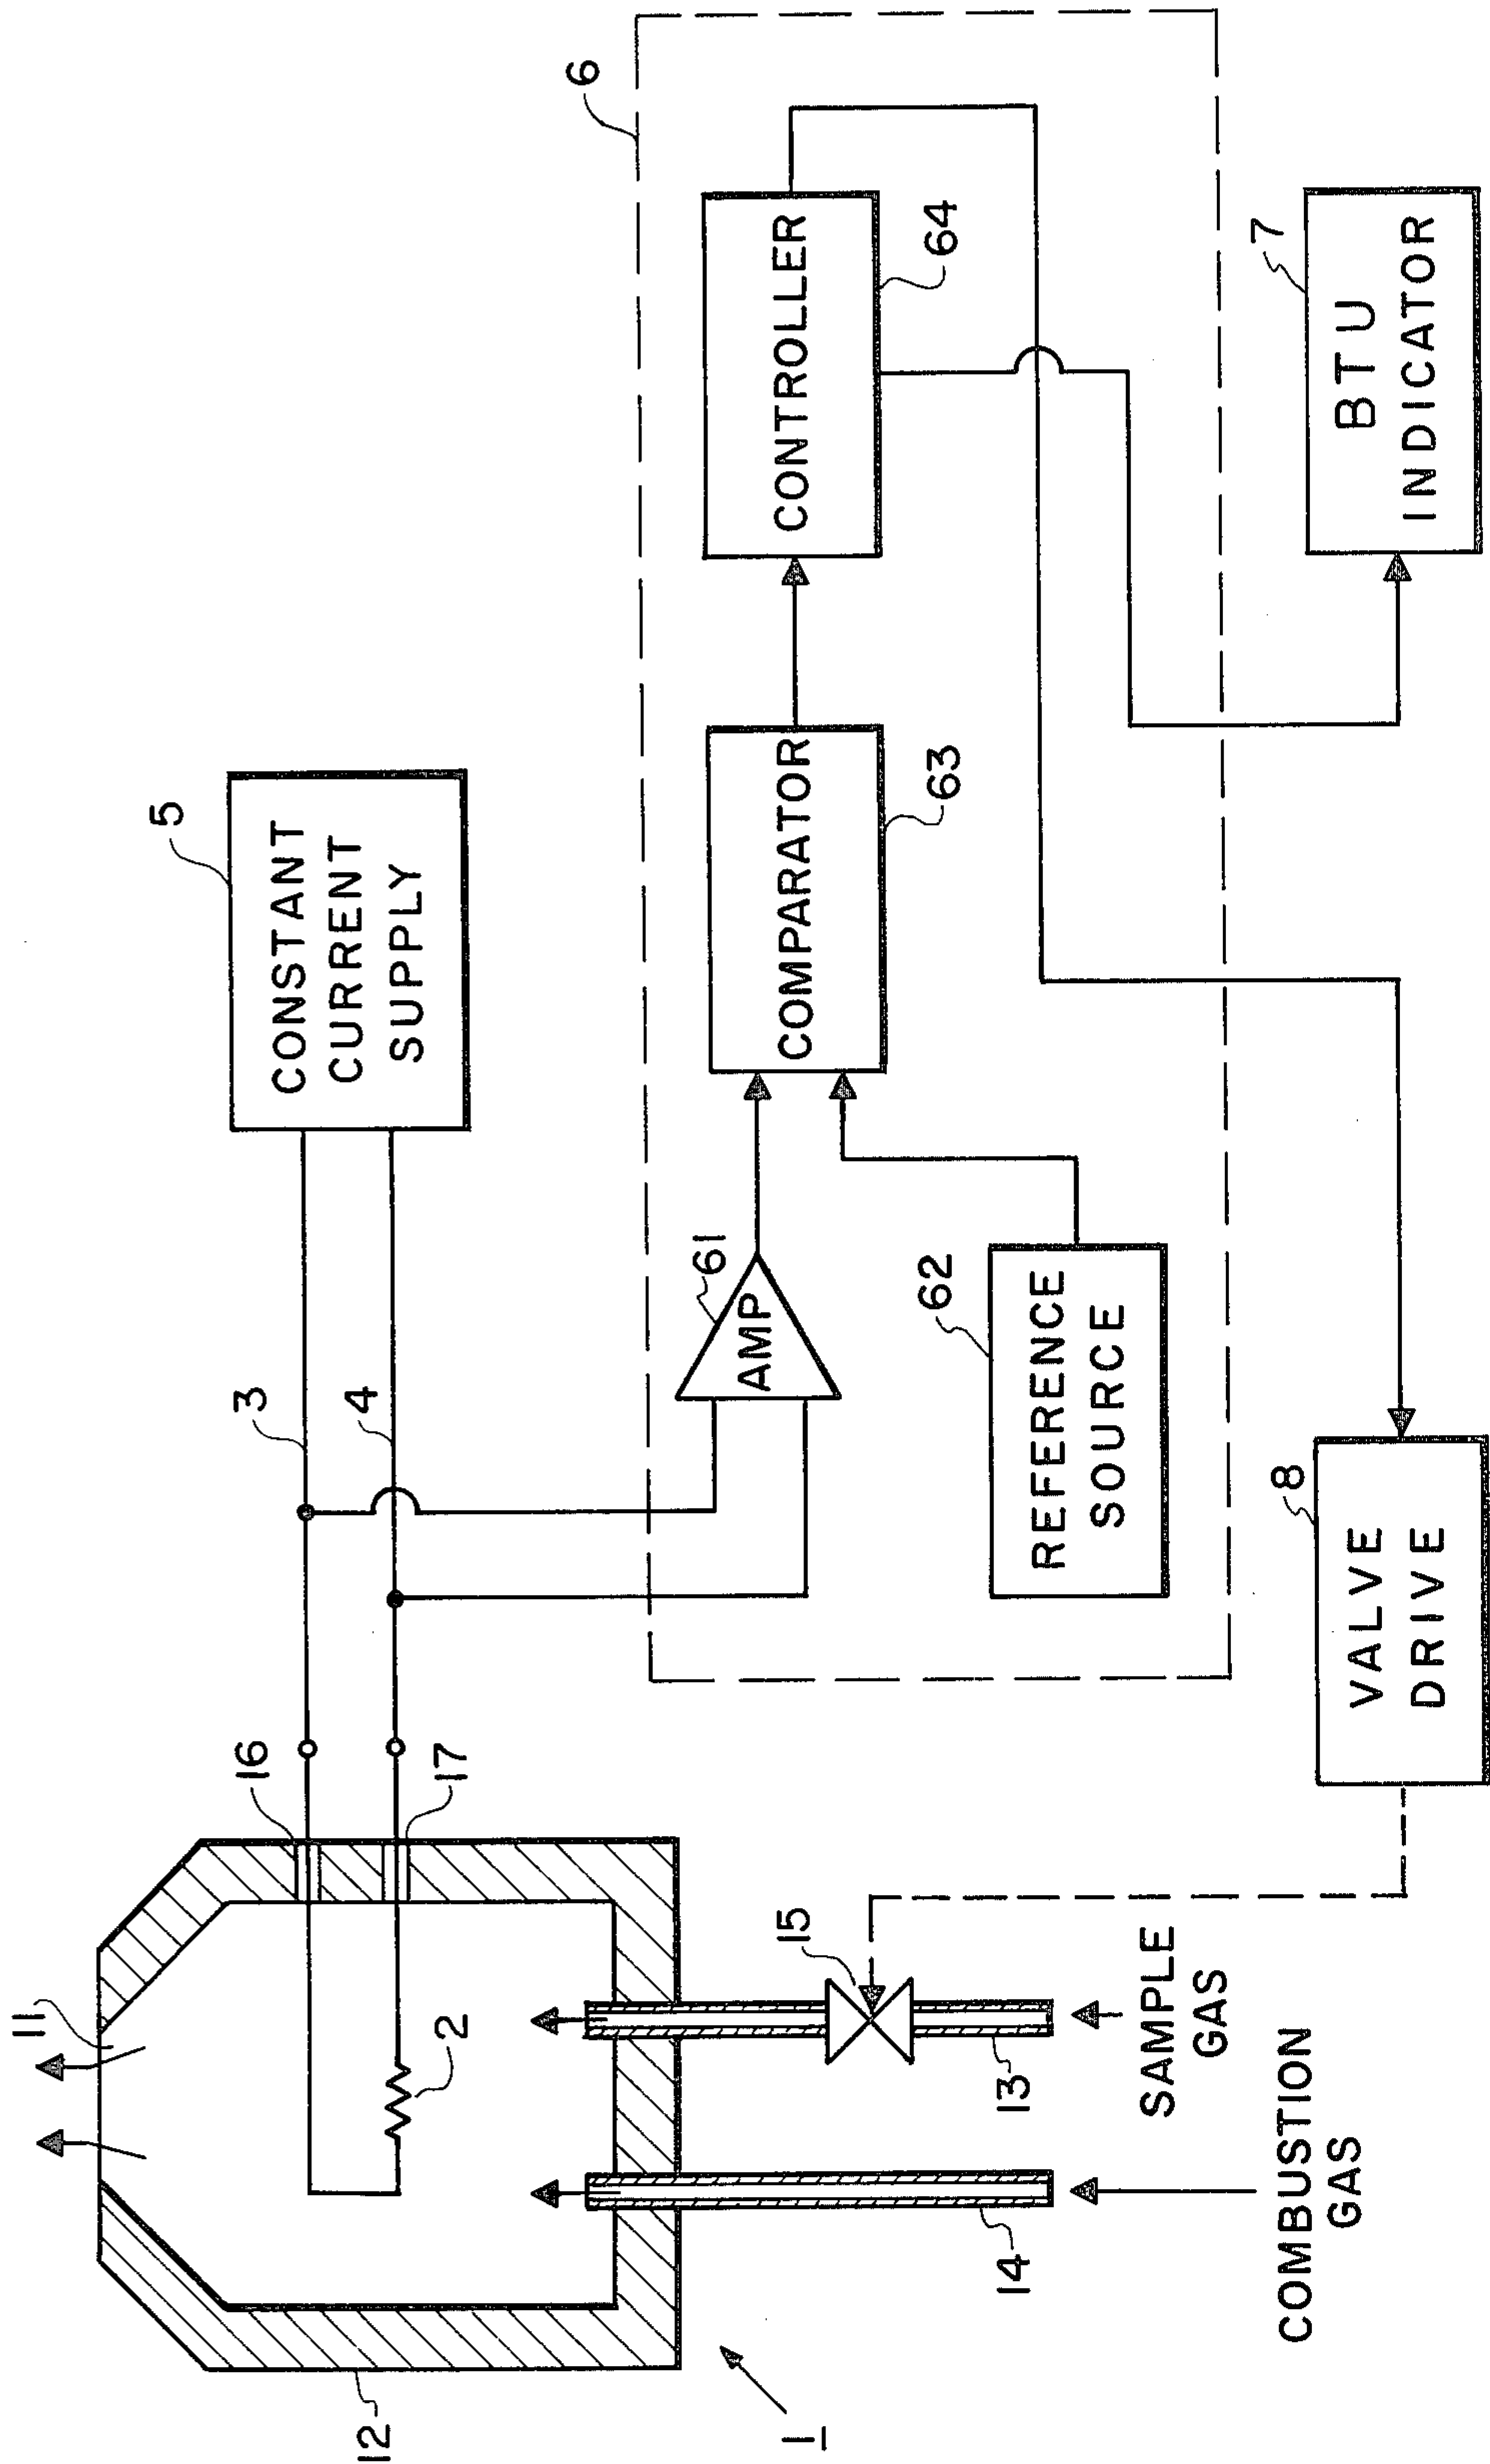 11
12
1
16
17
2
3
4
5
CONSTANT
CURRENT
SUPPLY
6
61
AMP
62
REFERENCE
SOURCE
COMPARATOR
63
CONTROLLER
64
7
BTU
INDICATOR
8
VALVE
DRIVE
15
13
14
SAMPLE
GAS
COMBUSTION
GAS